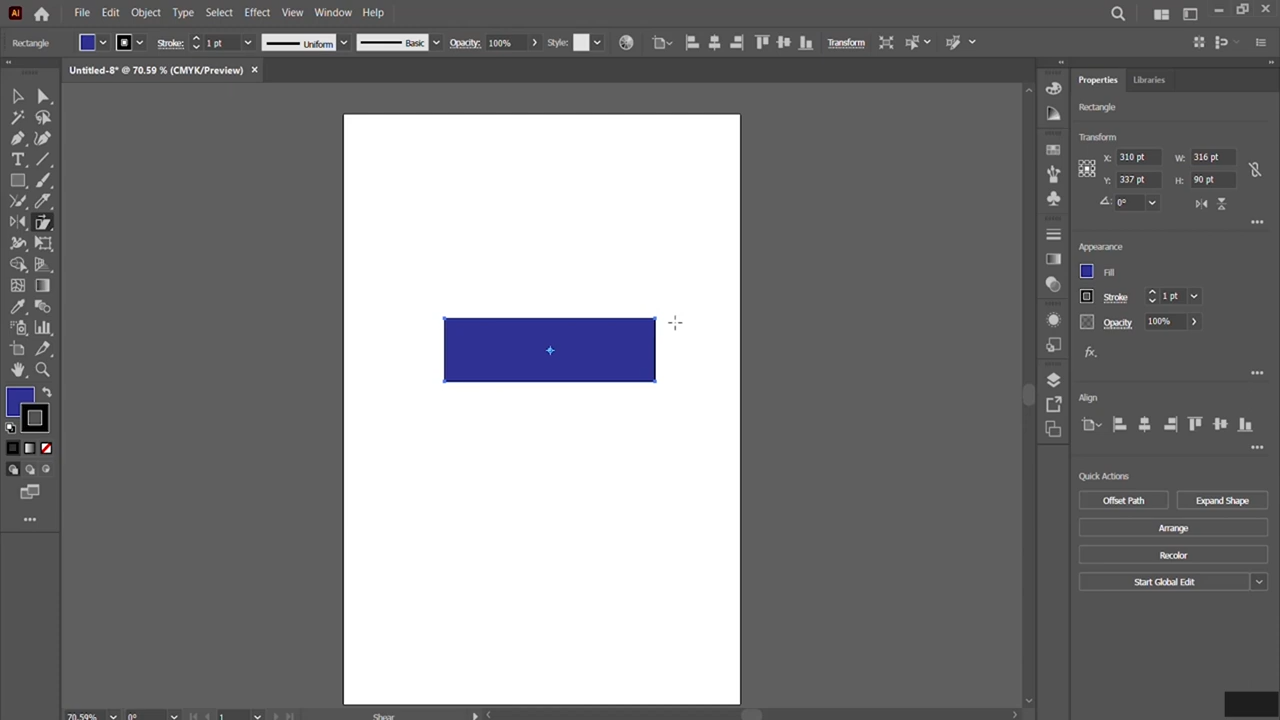 Ai File Edit Object Type Select Effect View Window Help
Rectangle Stroke: 1 pt Uniform Basic Opacity: 100% Style: Transform
Untitled-8* @ 70.59 % (CMYK/Preview) ×
Properties Libraries
Rectangle
Transform
X: 310 pt W: 316 pt
Y: 337 pt H: 90 pt
0°
Appearance
Fill
Stroke 1 pt
Opacity 100%
fx.
Align
Quick Actions
Offset Path Expand Shape
Arrange
Recolor
Start Global Edit
70.59% 0° 1 Shear